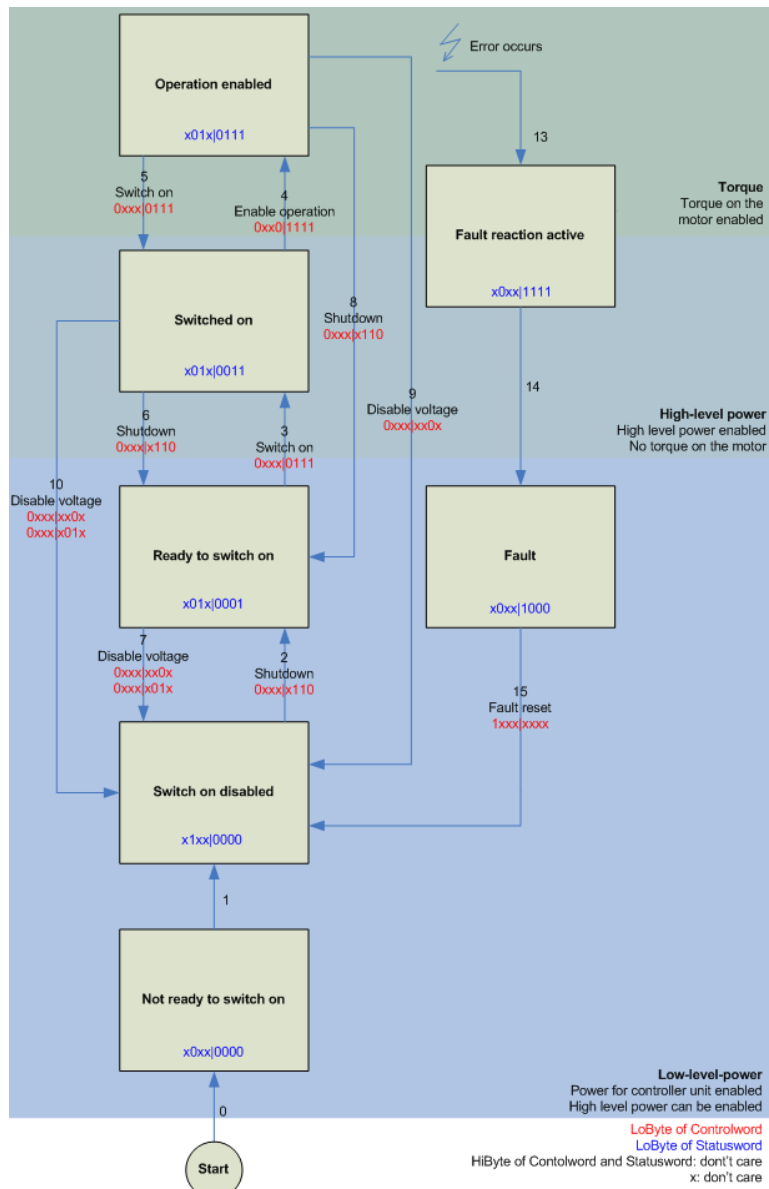 Operation enabled
x01x|0111
Error occurs
13
5
Switch on
0xxx|0111
4
Enable operation
0xx0|1111
Torque
Torque on the
motor enabled
Fault reaction active
x0xx|1111
Switched on
x01x|0011
8
Shutdown
0xxx|x110
14
9
Disable voltage
0xxx|xx0x
High-level power
High level power enabled
No torque on the motor
6
Shutdown
0xxx|x110
3
Switch on
0xxx|0111
10
Disable voltage
0xxx|xx0x
0xxx|x01x
Ready to switch on
x01x|0001
Fault
x0xx|1000
7
Disable voltage
0xxx|xx0x
0xxx|x01x
2
Shutdown
0xxx|x110
15
Fault reset
1xxx|xxxx
Switch on disabled
x1xx|0000
1
Not ready to switch on
x0xx|0000
Low-level-power
Power for controller unit enabled
High level power can be enabled
0
Start
LoByte of Controlword
LoByte of Statusword
HiByte of Contolword and Statusword: dont't care
x: don't care